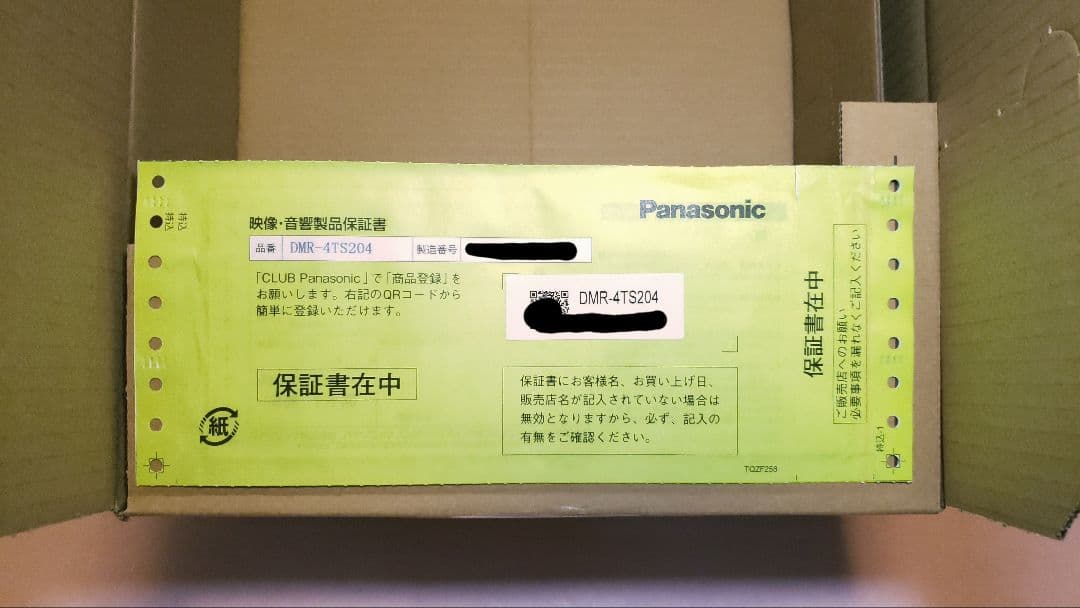 Panasonic
映像・音響製品保証書
品番 DMR-4TS204 製造番号
「CLUB Panasonic」で「商品登録」を
お願いします。右記のQRコードから
簡単に登録いただけます。
DMR-4TS204
保証書在中
保証書にお客様名、お買い上げ日、
販売店名が記入されていない場合は
無効となりますから、必ず、記入の
有無をご確認ください。
紙
TQZF258
保証書在中
ご販売店へのお願い
必要事項を漏れなくご記入ください
持込
持込
持込-1